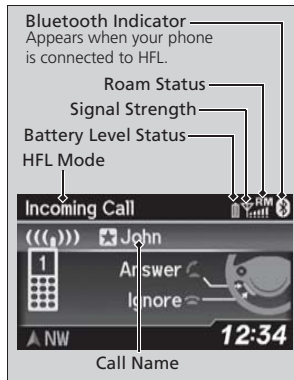 Bluetooth Indicator
Appears when your phone
is connected to HFL.
Roam Status
Signal Strength
Battery Level Status
HFL Mode
Incoming Call
RM
John
1
Answer
Ignore
NW
12:34
Call Name